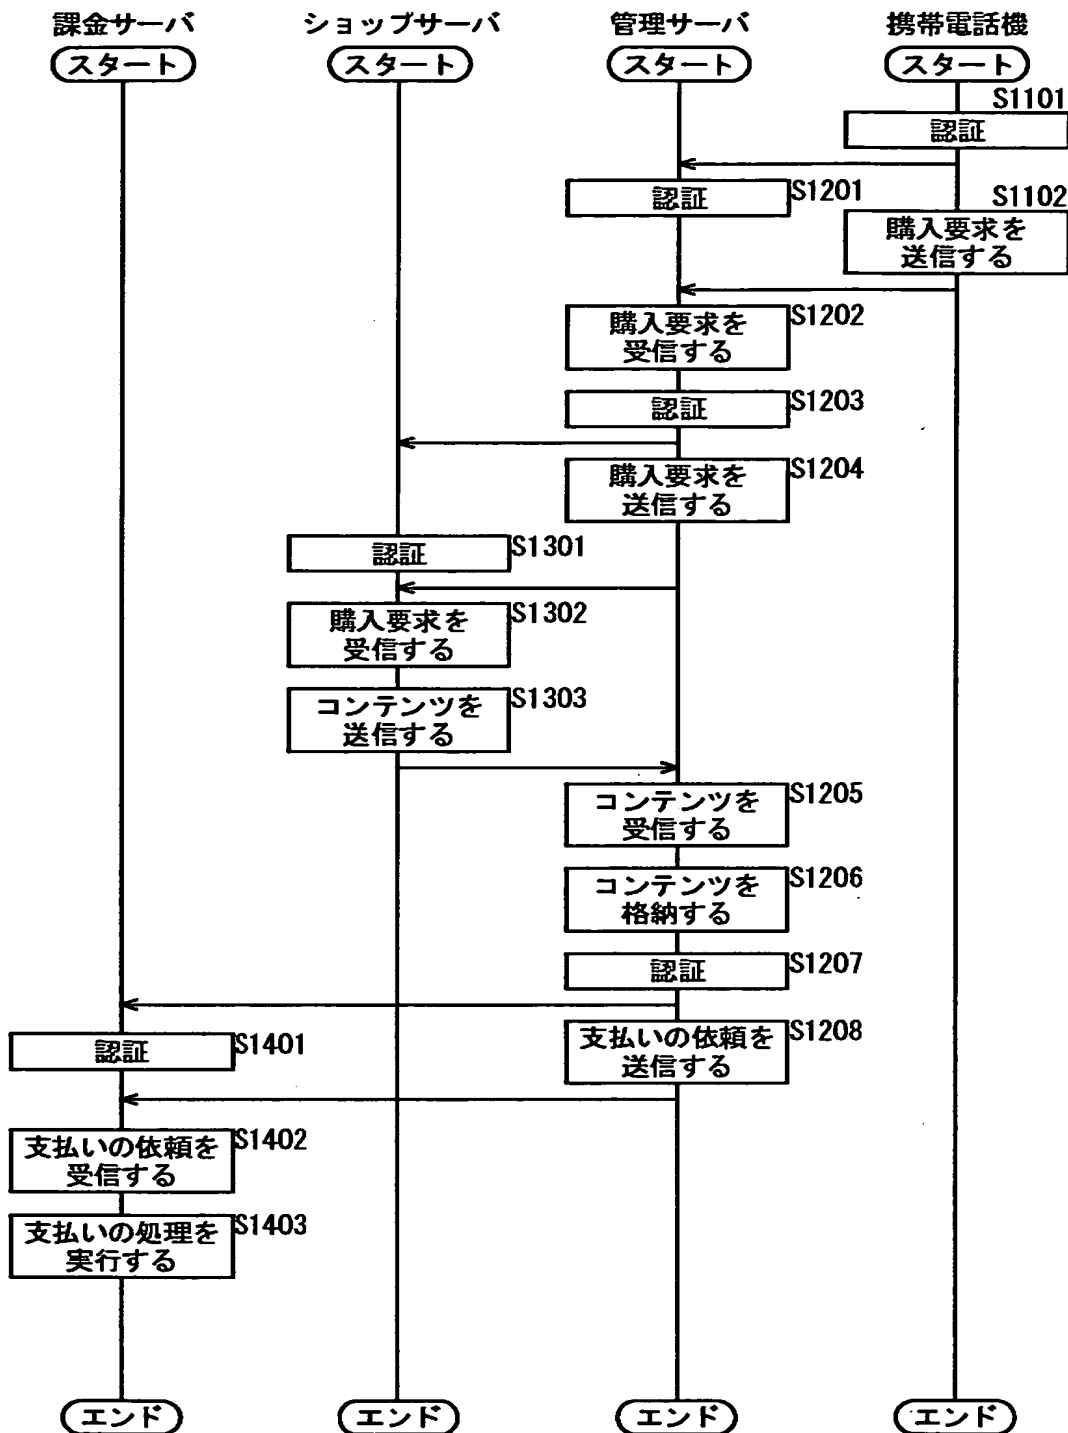 課金サーバ
ショップサーバ
管理サーバ
携帯電話機
スタート
スタート
スタート
スタート
S1101
認証
認証
S1201
S1102
購入要求を
送信する
購入要求を
受信する
S1202
認証
S1203
購入要求を
送信する
S1204
認証
S1301
購入要求を
受信する
S1302
コンテンツを
送信する
S1303
コンテンツを
受信する
S1205
コンテンツを
格納する
S1206
認証
S1207
認証
S1401
支払いの依頼を
送信する
S1208
支払いの依頼を
受信する
S1402
支払いの処理を
実行する
S1403
エンド
エンド
エンド
エンド